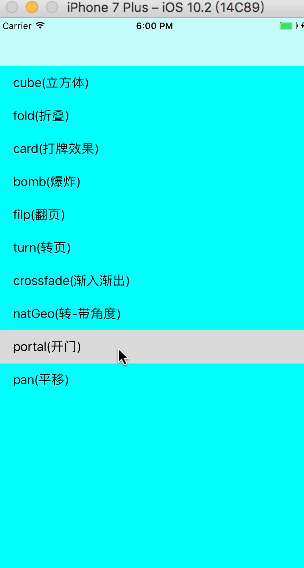 iPhone 7 Plus – iOS 10.2 (14C89)
Carrier 6:00 PM
cube(立方体)
fold(折叠)
card(打牌效果)
bomb(爆炸)
filp(翻页)
turn(转页)
crossfade(渐入渐出)
natGeo(转-带角度)
portal(开门)
pan(平移)